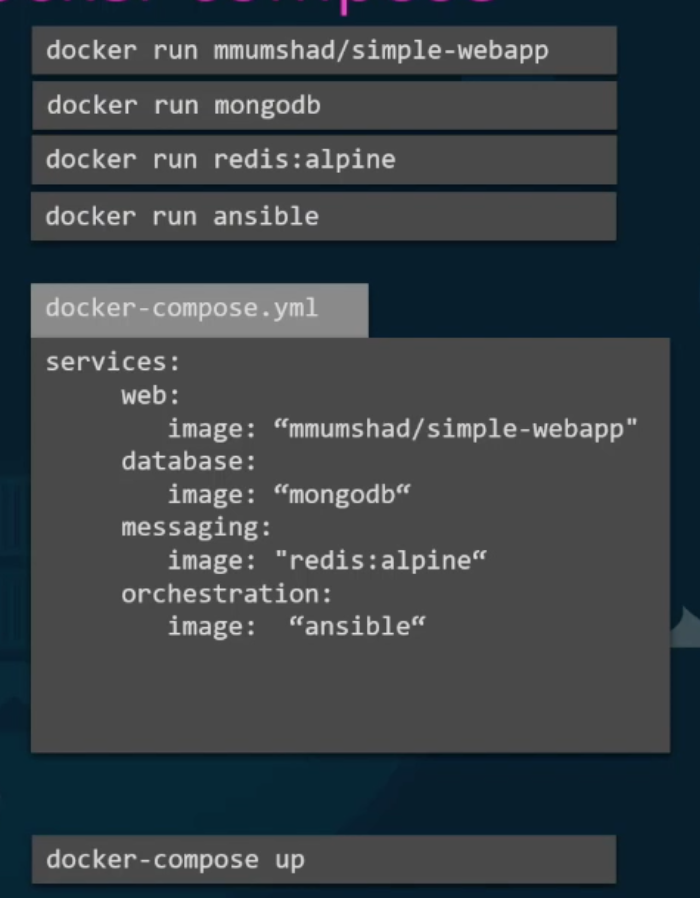 docker run mmumshad/simple-webapp
docker run mongodb
docker run redis:alpine
docker run ansible
docker-compose.yml
services:
web:
image: “mmumshad/simple-webapp"
database:
image: “mongodb“
messaging:
image: "redis:alpine“
orchestration:
image: “ansible“
docker-compose up